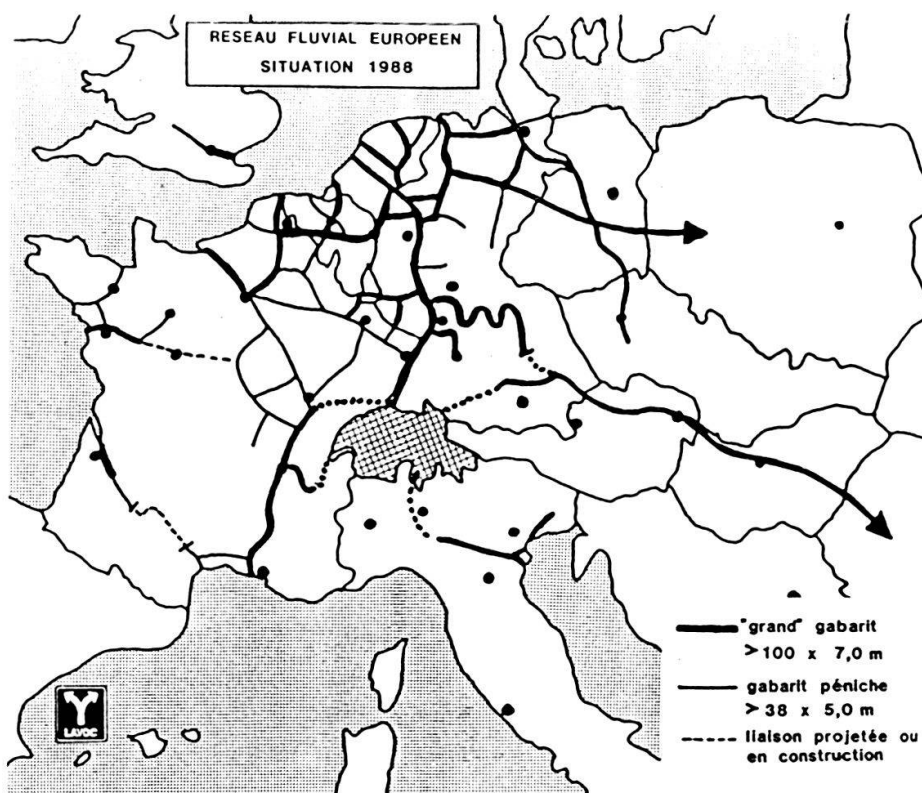 RESEAU FLUVIAL EUROPEEN
SITUATION 1988
"grand" gabarit
> 100 x 7,0 m
gabarit péniche
> 38 x 5,0 m
liaison projetée ou
en construction
LAVOC